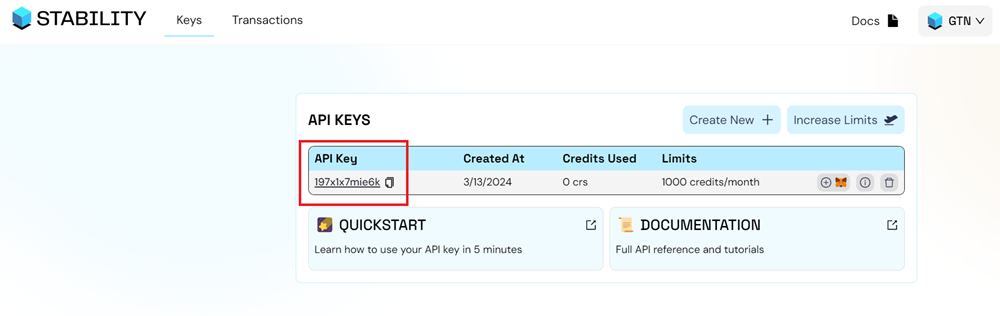 STABILITY Keys Transactions Docs GTN
API KEYS Create New Increase Limits
API Key Created At Credits Used Limits
197x1x7mie6k 3/13/2024 0 crs 1000 credits/month
QUICKSTART
Learn how to use your API key in 5 minutes
DOCUMENTATION
Full API reference and tutorials